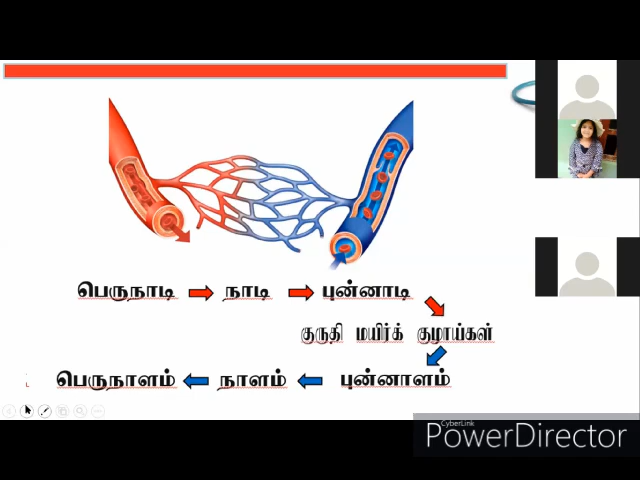 பெருநாடி நாடி புன்னாடி
குருதி மயிர்க் குழாய்கள்
பெருநாளம் நாளம் புன்னாளம்
CyberLink
PowerDirector